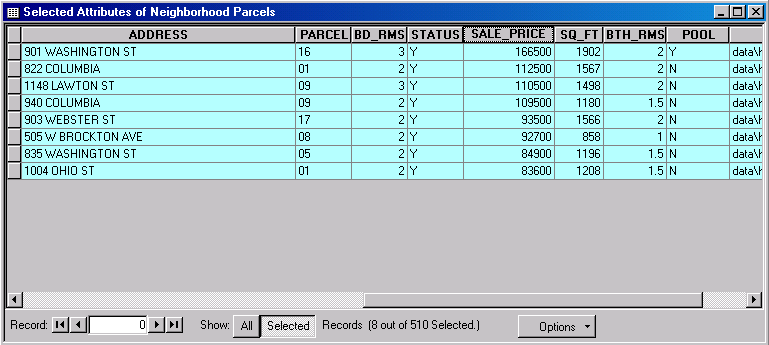 Selected Attributes of Neighborhood Parcels
ADDRESS PARCEL BD_RMS STATUS SALE_PRICE SQ_FT BTH_RMS POOL
901 WASHINGTON ST 16 3 Y 166500 1902 2 Y data\h
822 COLUMBIA 01 2 Y 112500 1567 2 N data\h
1148 LAWTON ST 09 3 Y 110500 1498 2 N data\h
940 COLUMBIA 09 2 Y 109500 1180 1.5 N data\h
903 WEBSTER ST 17 2 Y 93500 1566 2 N data\h
505 W BROCKTON AVE 08 2 Y 92700 858 1 N data\h
835 WASHINGTON ST 05 2 Y 84900 1196 1.5 N data\h
1004 OHIO ST 01 2 Y 83600 1208 1.5 N data\h
Record: 0 Show: All Selected Records (8 out of 510 Selected.) Options